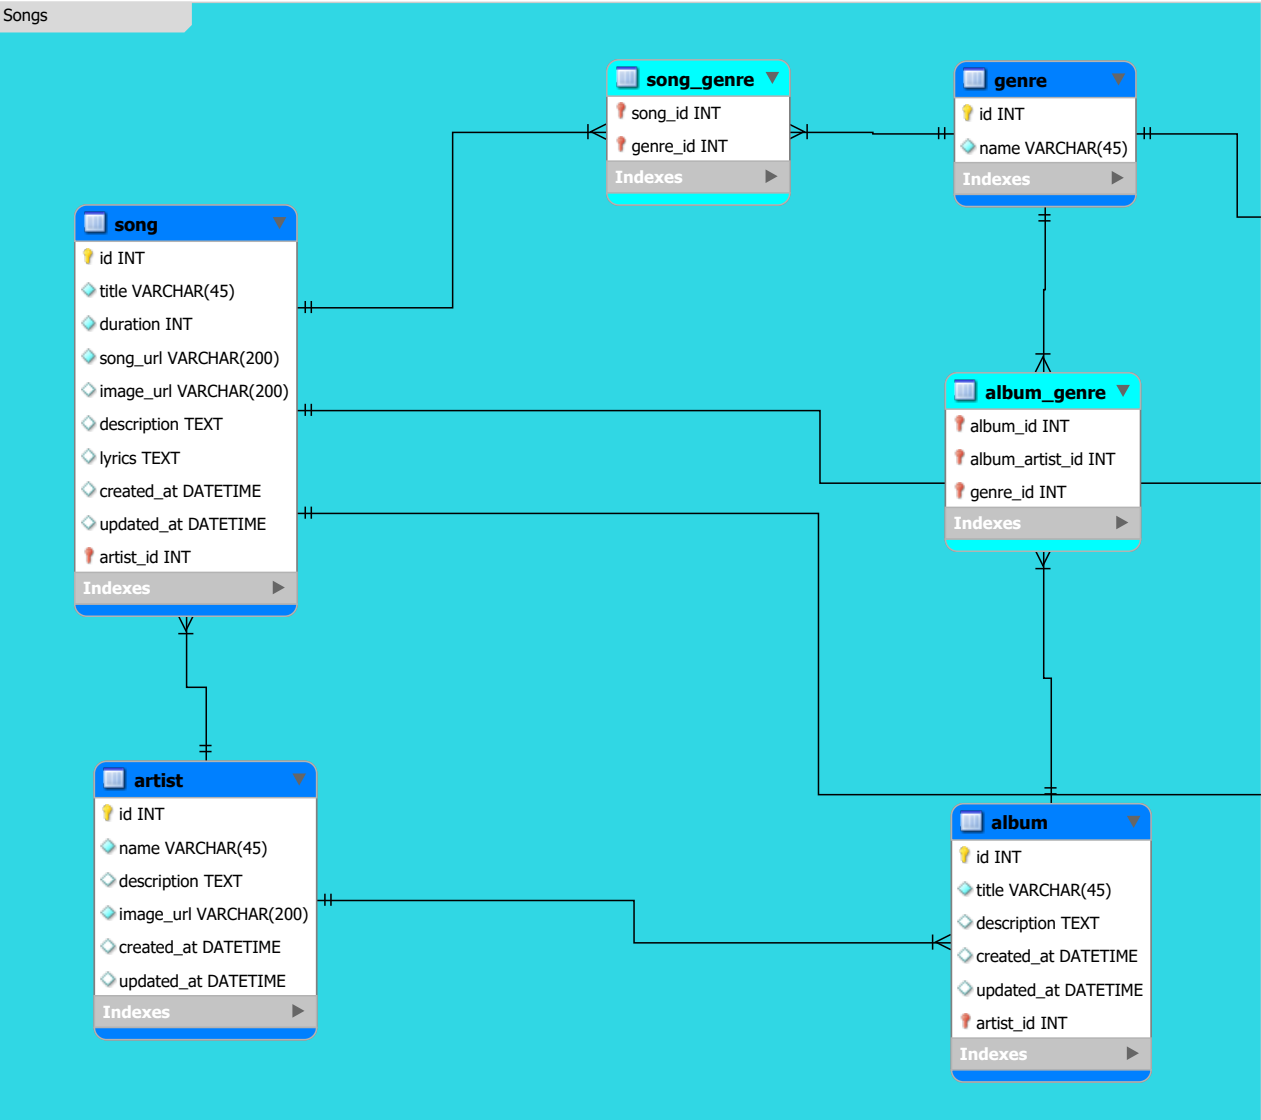 Songs
song_genre
song_id INT
genre_id INT
Indexes
genre
id INT
name VARCHAR(45)
Indexes
song
id INT
title VARCHAR(45)
duration INT
song_url VARCHAR(200)
image_url VARCHAR(200)
description TEXT
lyrics TEXT
created_at DATETIME
updated_at DATETIME
artist_id INT
Indexes
album_genre
album_id INT
album_artist_id INT
genre_id INT
Indexes
artist
id INT
name VARCHAR(45)
description TEXT
image_url VARCHAR(200)
created_at DATETIME
updated_at DATETIME
Indexes
album
id INT
title VARCHAR(45)
description TEXT
created_at DATETIME
updated_at DATETIME
artist_id INT
Indexes